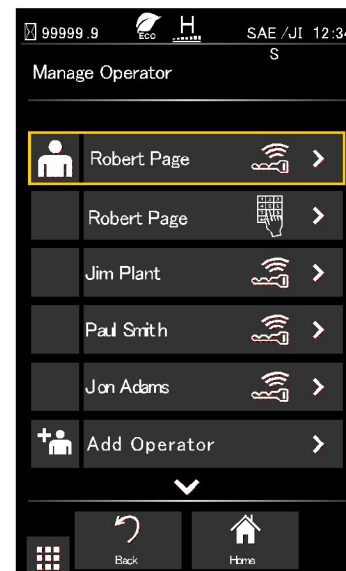 99999.9 ECO H SAE/JI 12:34
S
Manage Operator
Robert Page
Robert Page
Jim Plant
Paul Smith
Jon Adams
Add Operator
Back Home